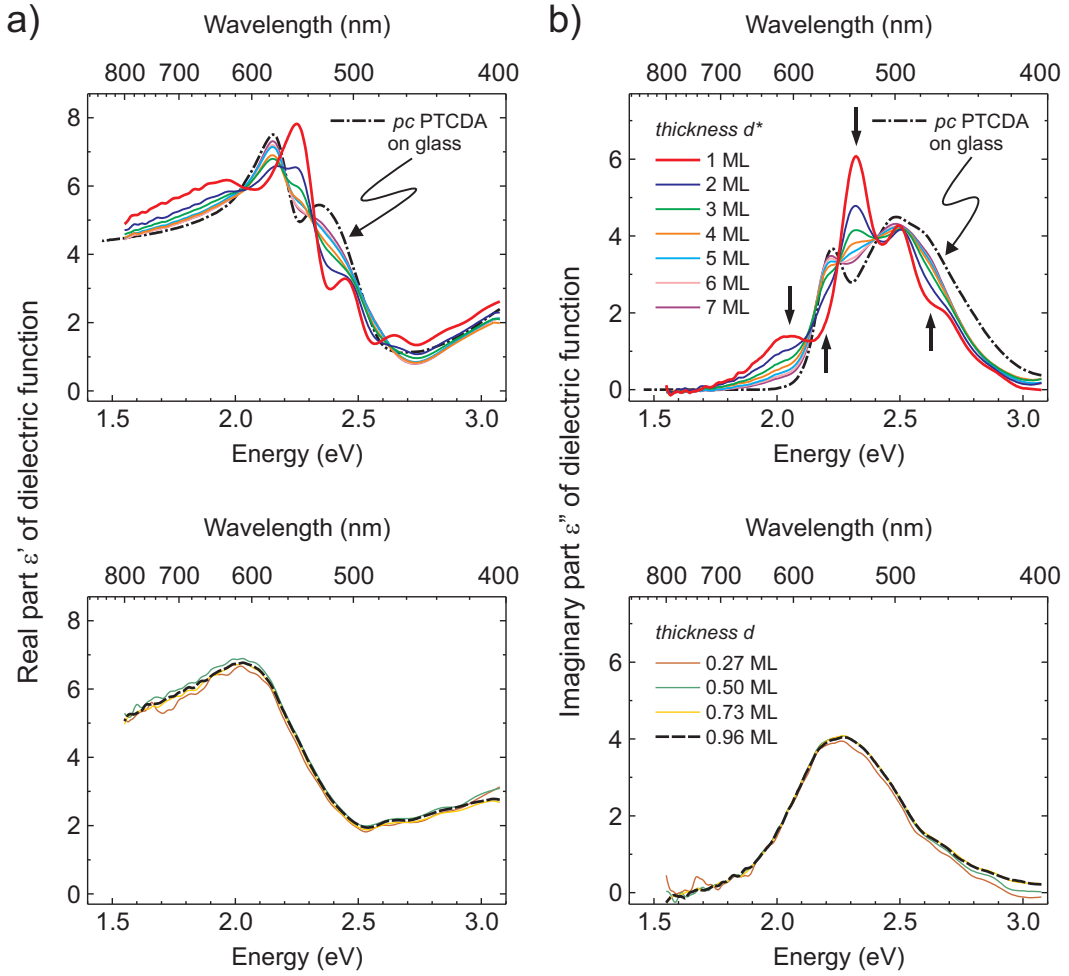 a)
Wavelength (nm)
800 700 600 500 400
8
6
4
2
0
pc PTCDA
on glass
1.5 2.0 2.5 3.0
Energy (eV)
b)
Wavelength (nm)
800 700 600 500 400
6
4
2
0
thickness d*
1 ML
2 ML
3 ML
4 ML
5 ML
6 ML
7 ML
pc PTCDA
on glass
1.5 2.0 2.5 3.0
Energy (eV)
Real part ε' of dielectric function
Imaginary part ε" of dielectric function
Wavelength (nm)
800 700 600 500 400
8
6
4
2
0
1.5 2.0 2.5 3.0
Energy (eV)
Wavelength (nm)
800 700 600 500 400
6
4
2
0
thickness d
0.27 ML
0.50 ML
0.73 ML
0.96 ML
1.5 2.0 2.5 3.0
Energy (eV)